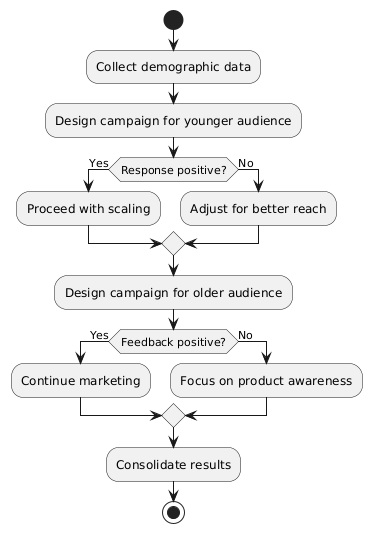 Collect demographic data
Design campaign for younger audience
Yes
Response positive?
No
Proceed with scaling
Adjust for better reach
Design campaign for older audience
Yes
Feedback positive?
No
Continue marketing
Focus on product awareness
Consolidate results